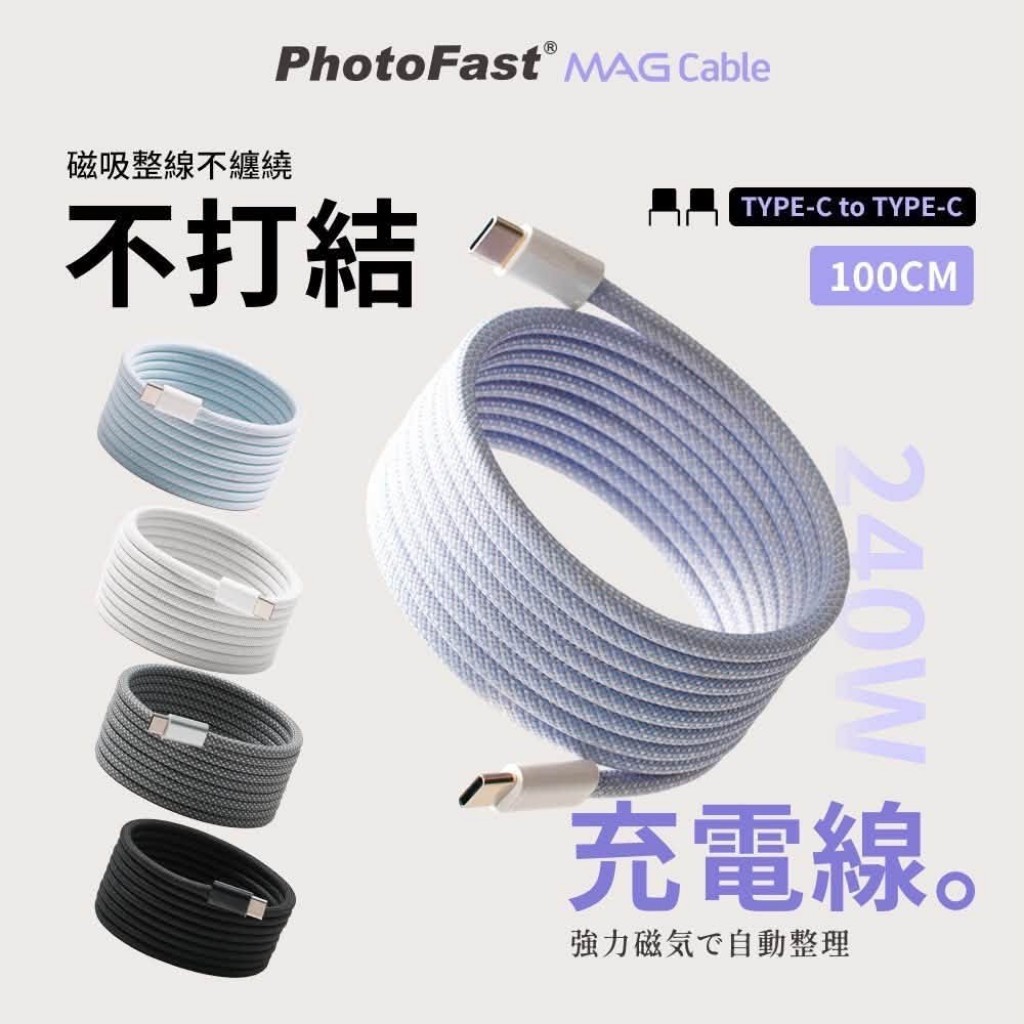 PhotoFast® MAG Cable
磁吸整線不纏繞
不打結
TYPE-C to TYPE-C
100CM
240W
充電線。
強力磁気で自動整理